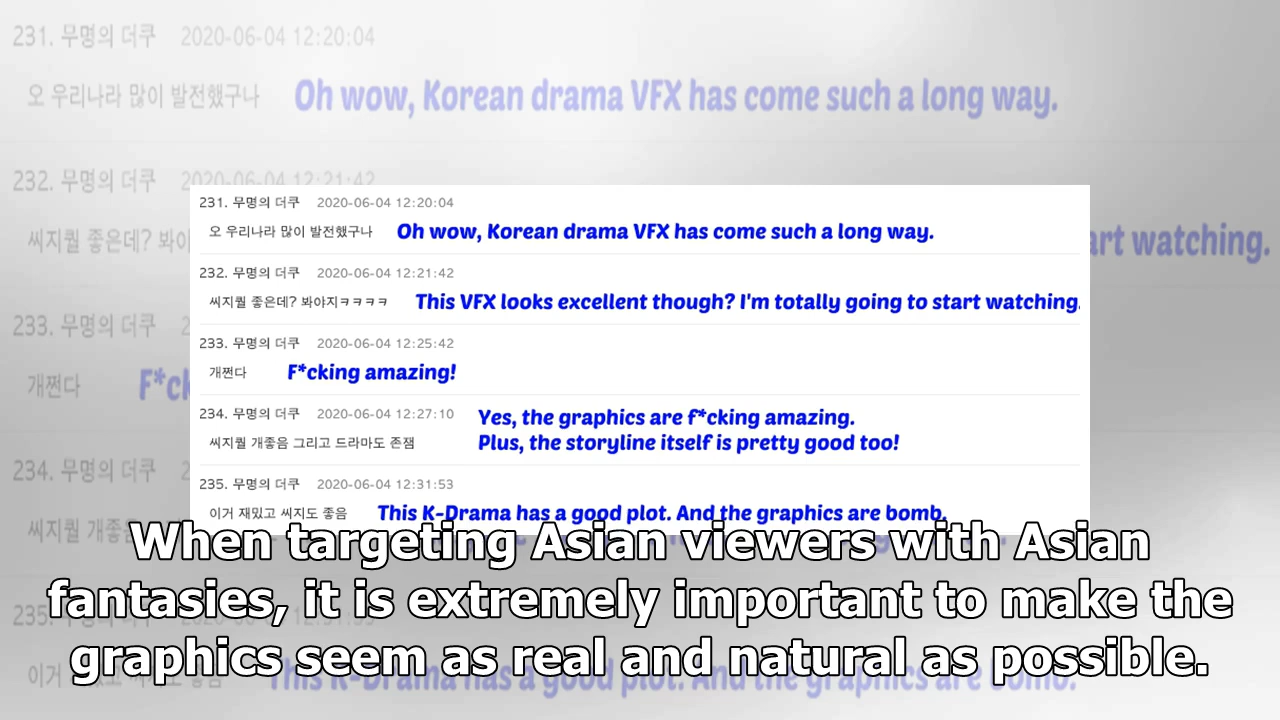 231. 무명의 더쿠 2020-06-04 12:20:04
오 우리나라 많이 발전했구나 Oh wow, Korean drama VFX has come such a long way.
232. 무명의 더쿠 2020-06-04 12:21:42
씨지퀄 좋은데? 봐야지ㅋㅋㅋㅋ This VFX looks excellent though? I'm totally going to start watching.
233. 무명의 더쿠 2020-06-04 12:25:42
개쩐다 F*cking amazing!
234. 무명의 더쿠 2020-06-04 12:27:10 Yes, the graphics are f*cking amazing.
씨지퀄 개좋음 그리고 드라마도 존잼 Plus, the storyline itself is pretty good too!
235. 무명의 더쿠 2020-06-04 12:31:53
이거 재밌고 씨지도 좋음 This K-Drama has a good plot. And the graphics are bomb.
When targeting Asian viewers with Asian
fantasies, it is extremely important to make the
graphics seem as real and natural as possible.